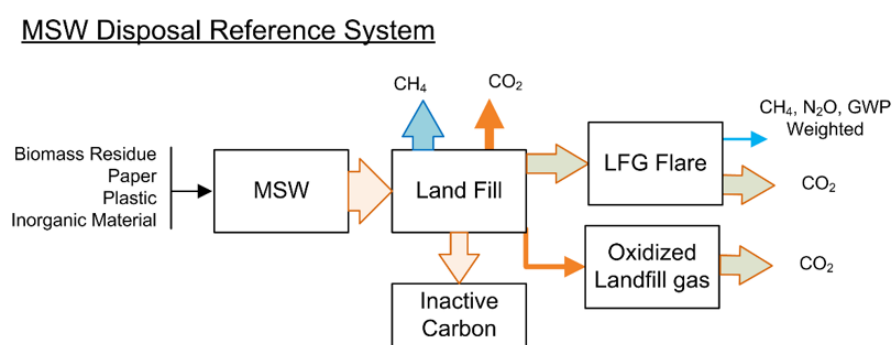 MSW Disposal Reference System
CH₄
CO₂
CH₄, N₂O, GWP
Weighted
Biomass Residue
Paper
Plastic
Inorganic Material
MSW
Land Fill
LFG Flare
CO₂
Oxidized
Landfill gas
CO₂
Inactive
Carbon